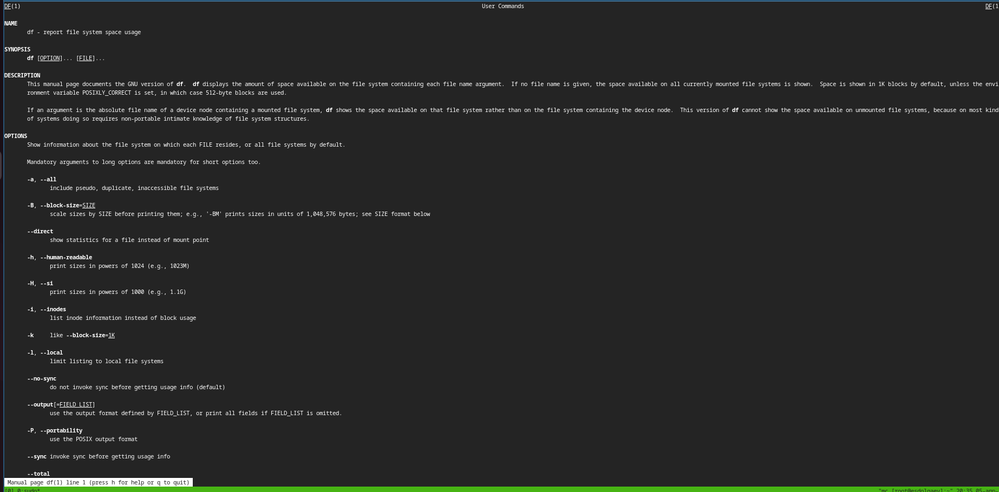 DF(1) User Commands DF(1
NAME
df - report file system space usage
SYNOPSIS
df [OPTION]... [FILE]...
DESCRIPTION
This manual page documents the GNU version of df.  df displays the amount of space available on the file system containing each file name argument.  If no file name is given, the space available on all currently mounted file systems is shown.  Space is shown in 1K blocks by default, unless the envi
ronment variable POSIXLY_CORRECT is set, in which case 512-byte blocks are used.
If an argument is the absolute file name of a device node containing a mounted file system, df shows the space available on that file system rather than on the file system containing the device node.  This version of df cannot show the space available on unmounted file systems, because on most kind
of systems doing so requires non-portable intimate knowledge of file system structures.
OPTIONS
Show information about the file system on which each FILE resides, or all file systems by default.
Mandatory arguments to long options are mandatory for short options too.
-a, --all
include pseudo, duplicate, inaccessible file systems
-B, --block-size=SIZE
scale sizes by SIZE before printing them; e.g., '-BM' prints sizes in units of 1,048,576 bytes; see SIZE format below
--direct
show statistics for a file instead of mount point
-h, --human-readable
print sizes in powers of 1024 (e.g., 1023M)
-H, --si
print sizes in powers of 1000 (e.g., 1.1G)
-i, --inodes
list inode information instead of block usage
-k like --block-size=1K
-l, --local
limit listing to local file systems
--no-sync
do not invoke sync before getting usage info (default)
--output[=FIELD_LIST]
use the output format defined by FIELD_LIST, or print all fields if FIELD_LIST is omitted.
-P, --portability
use the POSIX output format
--sync invoke sync before getting usage info
--total
Manual page df(1) line 1 (press h for help or q to quit)
[0] 0:sudo* "mc [root@esdolgaev]:~" 20:35 05-апр-